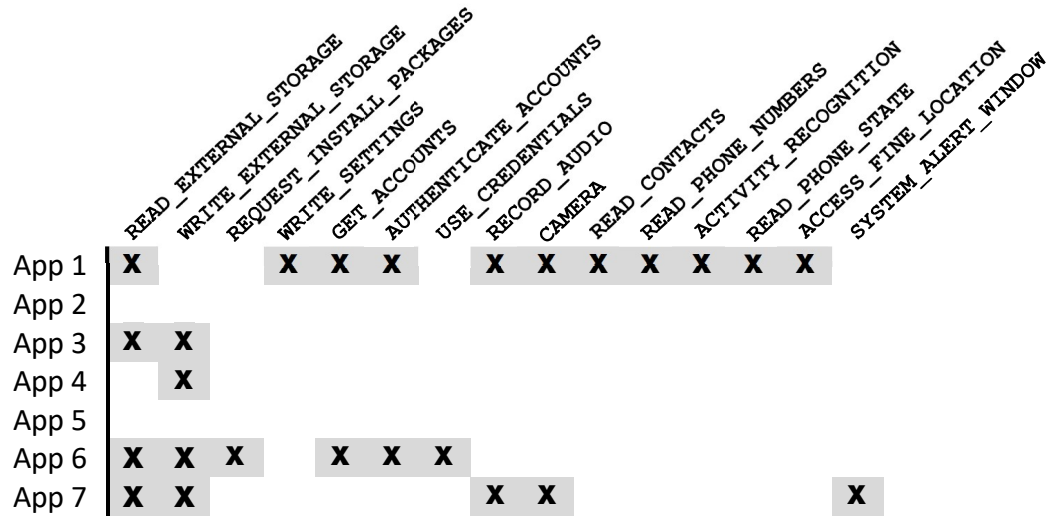 READ_EXTERNAL_STORAGE
WRITE_EXTERNAL_STORAGE
REQUEST_INSTALL_PACKAGES
WRITE_SETTINGS
GET_ACCOUNTS
AUTHENTICATE_ACCOUNTS
USE_CREDENTIALS
RECORD_AUDIO
CAMERA
READ_CONTACTS
READ_PHONE_NUMBERS
ACTIVITY_RECOGNITION
READ_PHONE_STATE
ACCESS_FINE_LOCATION
SYSTEM_ALERT_WINDOW
App 1 X X X X X X X X X X X
App 2
App 3 X X
App 4 X
App 5
App 6 X X X X X X
App 7 X X X X X